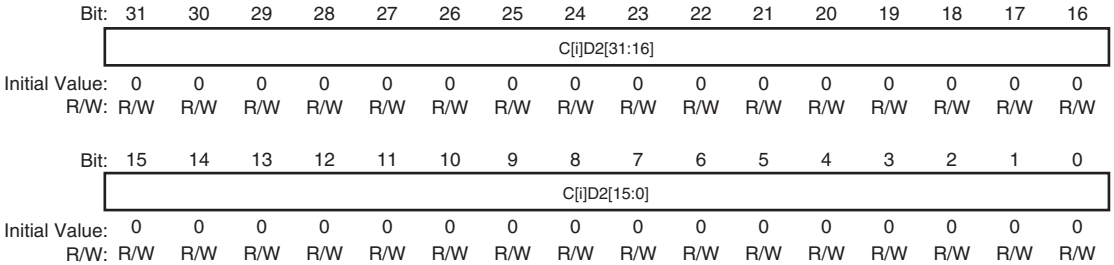 Bit: 31 30 29 28 27 26 25 24 23 22 21 20 19 18 17 16
C[i]D2[31:16]
Initial Value: 0 0 0 0 0 0 0 0 0 0 0 0 0 0 0 0
R/W: R/W R/W R/W R/W R/W R/W R/W R/W R/W R/W R/W R/W R/W R/W R/W R/W
Bit: 15 14 13 12 11 10 9 8 7 6 5 4 3 2 1 0
C[i]D2[15:0]
Initial Value: 0 0 0 0 0 0 0 0 0 0 0 0 0 0 0 0
R/W: R/W R/W R/W R/W R/W R/W R/W R/W R/W R/W R/W R/W R/W R/W R/W R/W